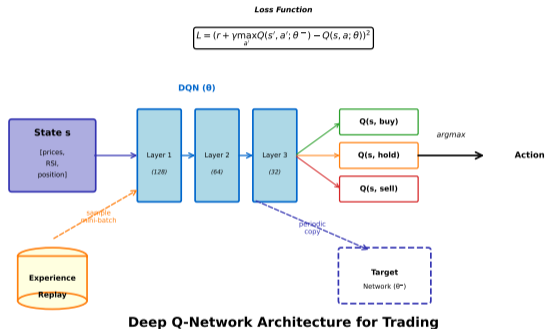 Loss Function
L = (r + γ max Q(s′, a′; θ⁻) − Q(s, a; θ))²
a′
DQN (θ)
State s
[prices,
RSI,
position]
Layer 1
(128)
Layer 2
(64)
Layer 3
(32)
Q(s, buy)
Q(s, hold)
Q(s, sell)
argmax
Action
sample
mini-batch
periodic
copy
Experience
Replay
Target
Network (θ⁻)
Deep Q-Network Architecture for Trading